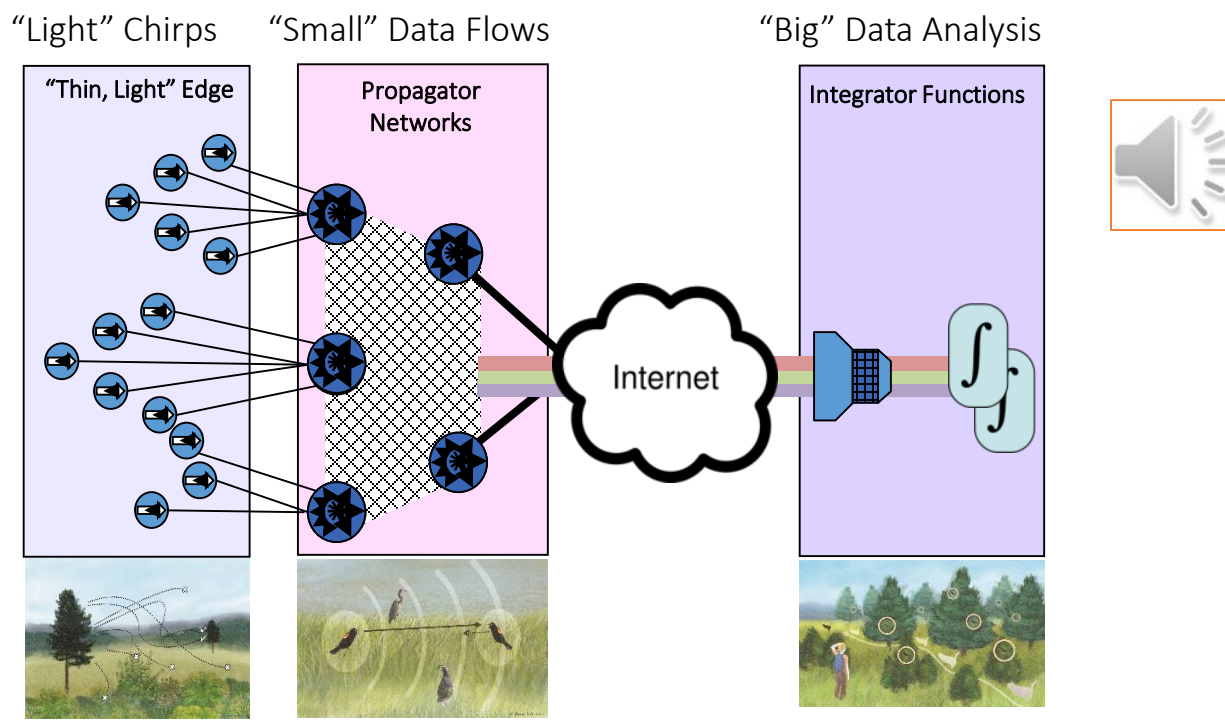 “Light” Chirps
“Small” Data Flows
“Big” Data Analysis
“Thin, Light” Edge
Propagator
Networks
Integrator Functions
Internet
∫
∫